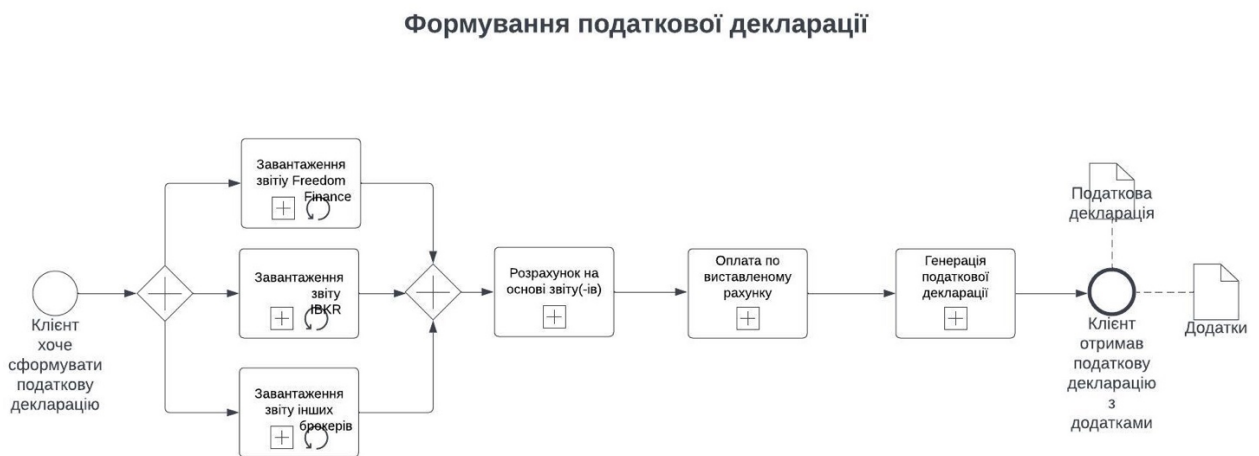 Формування податкової декларації
Завантаження
звітіу Freedom
Finance
Завантаження
звіту
IBKR
Завантаження
звіту інших
брокерів
Клієнт
хоче
сформувати
податкову
декларацію
Розрахунок на
основі звіту(-ів)
Оплата по
виставленому
рахунку
Генерація
податкової
декларації
Податкова
декларація
Клієнт
отримав
податкову
декларацію
з
додатками
Додатки